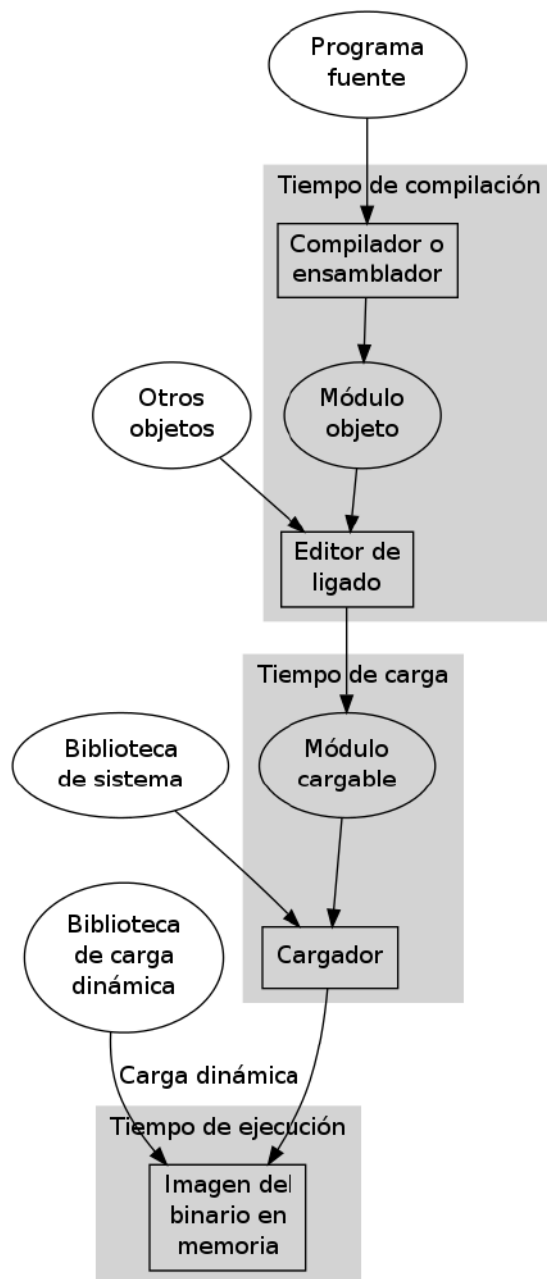 Programa
fuente
Tiempo de compilación
Compilador o
ensamblador
Otros
objetos
Módulo
objeto
Editor de
ligado
Tiempo de carga
Biblioteca
de sistema
Módulo
cargable
Biblioteca
de carga
dinámica
Cargador
Carga dinámica
Tiempo de ejecución
Imagen del
binario en
memoria